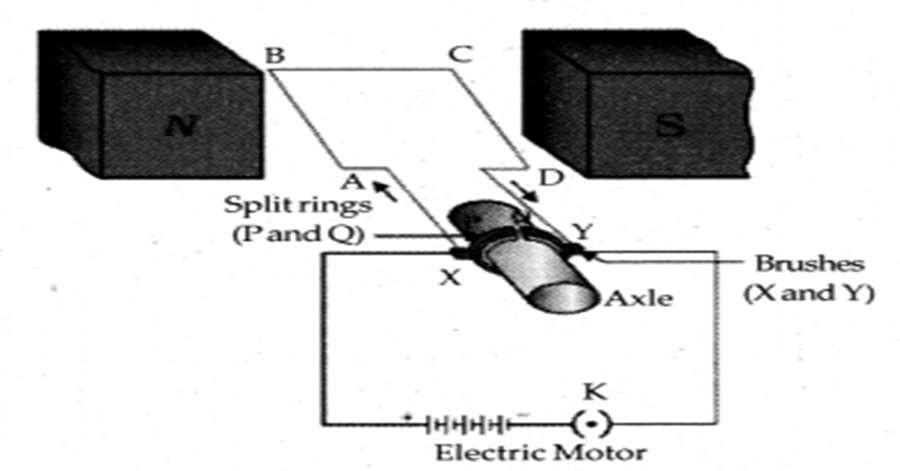 B
C
N
S
A
D
Split rings
(P and Q)
Y
X
Brushes
(X and Y)
Axle
K
+
−
Electric Motor